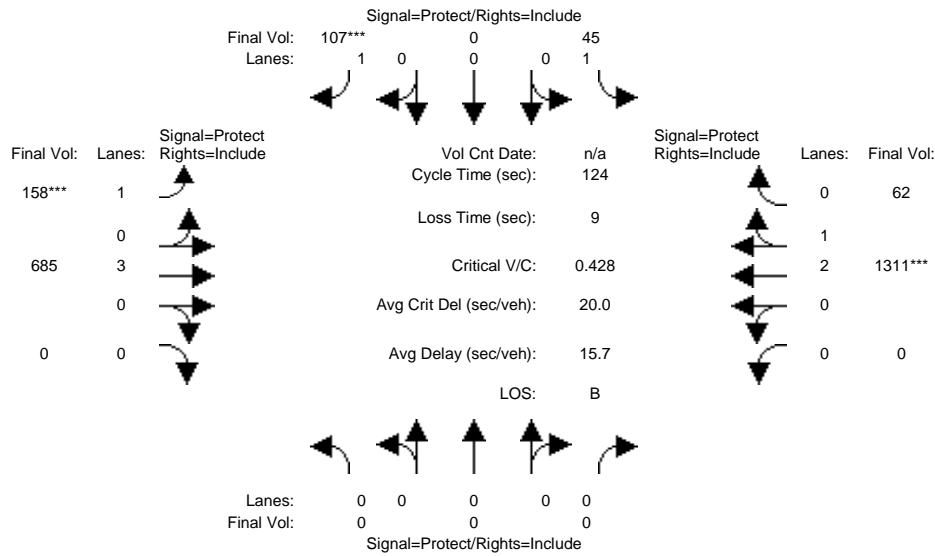 Signal=Protect/Rights=Include
Final Vol: 107*** 0 45
Lanes: 1 0 0 0 1
Signal=Protect
Final Vol: Lanes: Rights=Include
Vol Cnt Date: n/a
Signal=Protect
Rights=Include Lanes: Final Vol:
Cycle Time (sec): 124
158*** 1
0 62
Loss Time (sec): 9
0
1
685 3
Critical V/C: 0.428
2 1311***
0
Avg Crit Del (sec/veh): 20.0
0
0 0
Avg Delay (sec/veh): 15.7
0 0
LOS: B
Lanes: 0 0 0 0 0
Final Vol: 0 0 0
Signal=Protect/Rights=Include